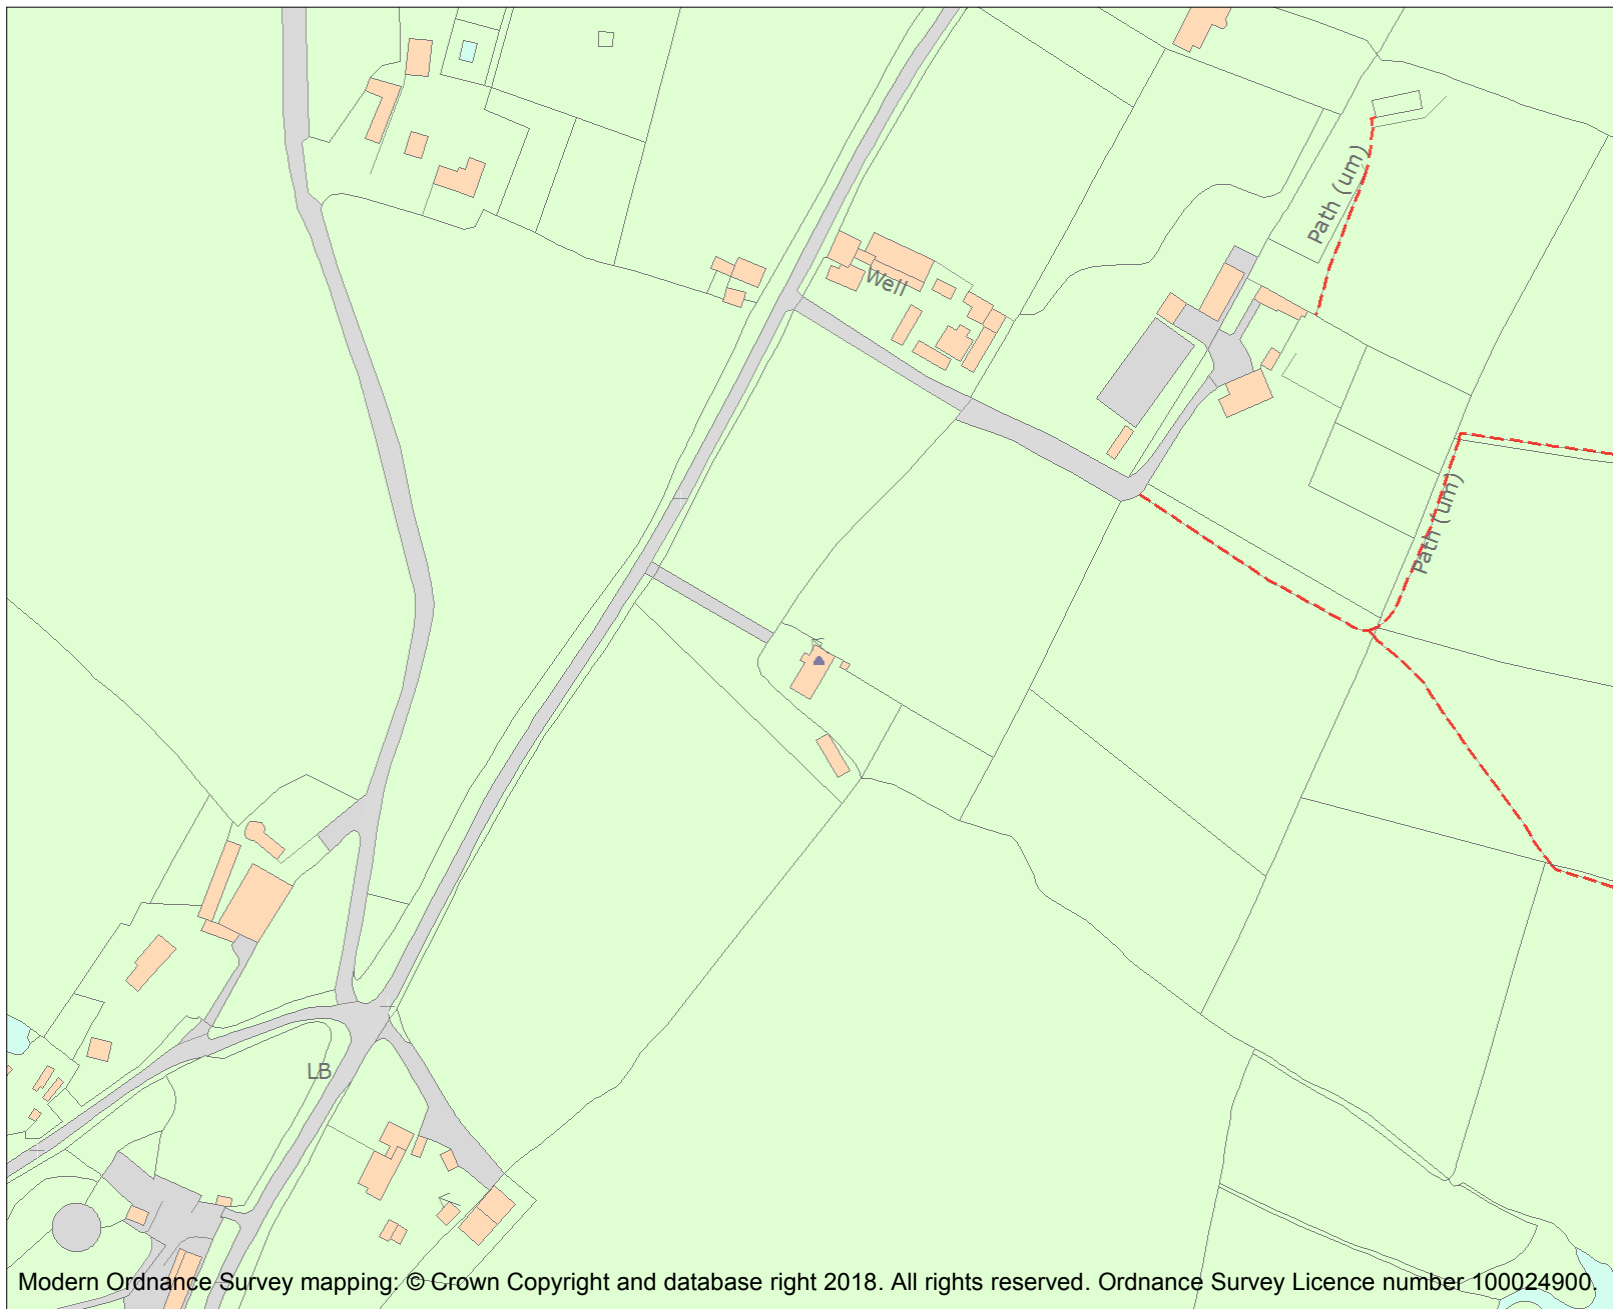 Path (um)
Well
Path (um)
LB
Modern Ordnance Survey mapping: © Crown Copyright and database right 2018. All rights reserved. Ordnance Survey Licence number 100024900.